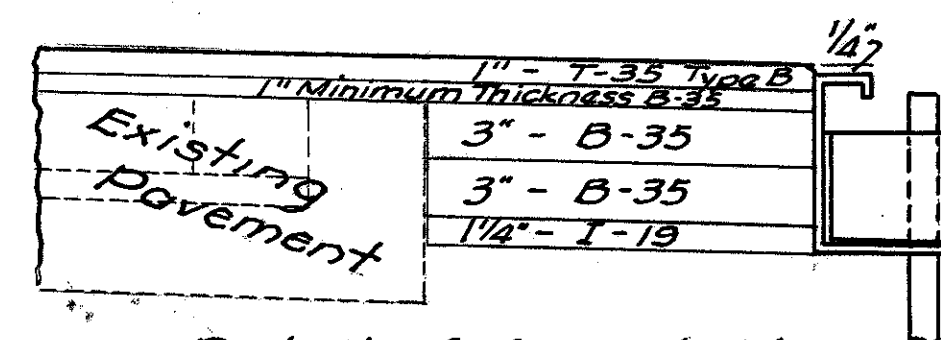 1/4"
1" - T-35 Type B
1" Minimum Thickness B-35
3" - B-35
3" - B-35
1 1/4" - I-19
Existing
Pavement